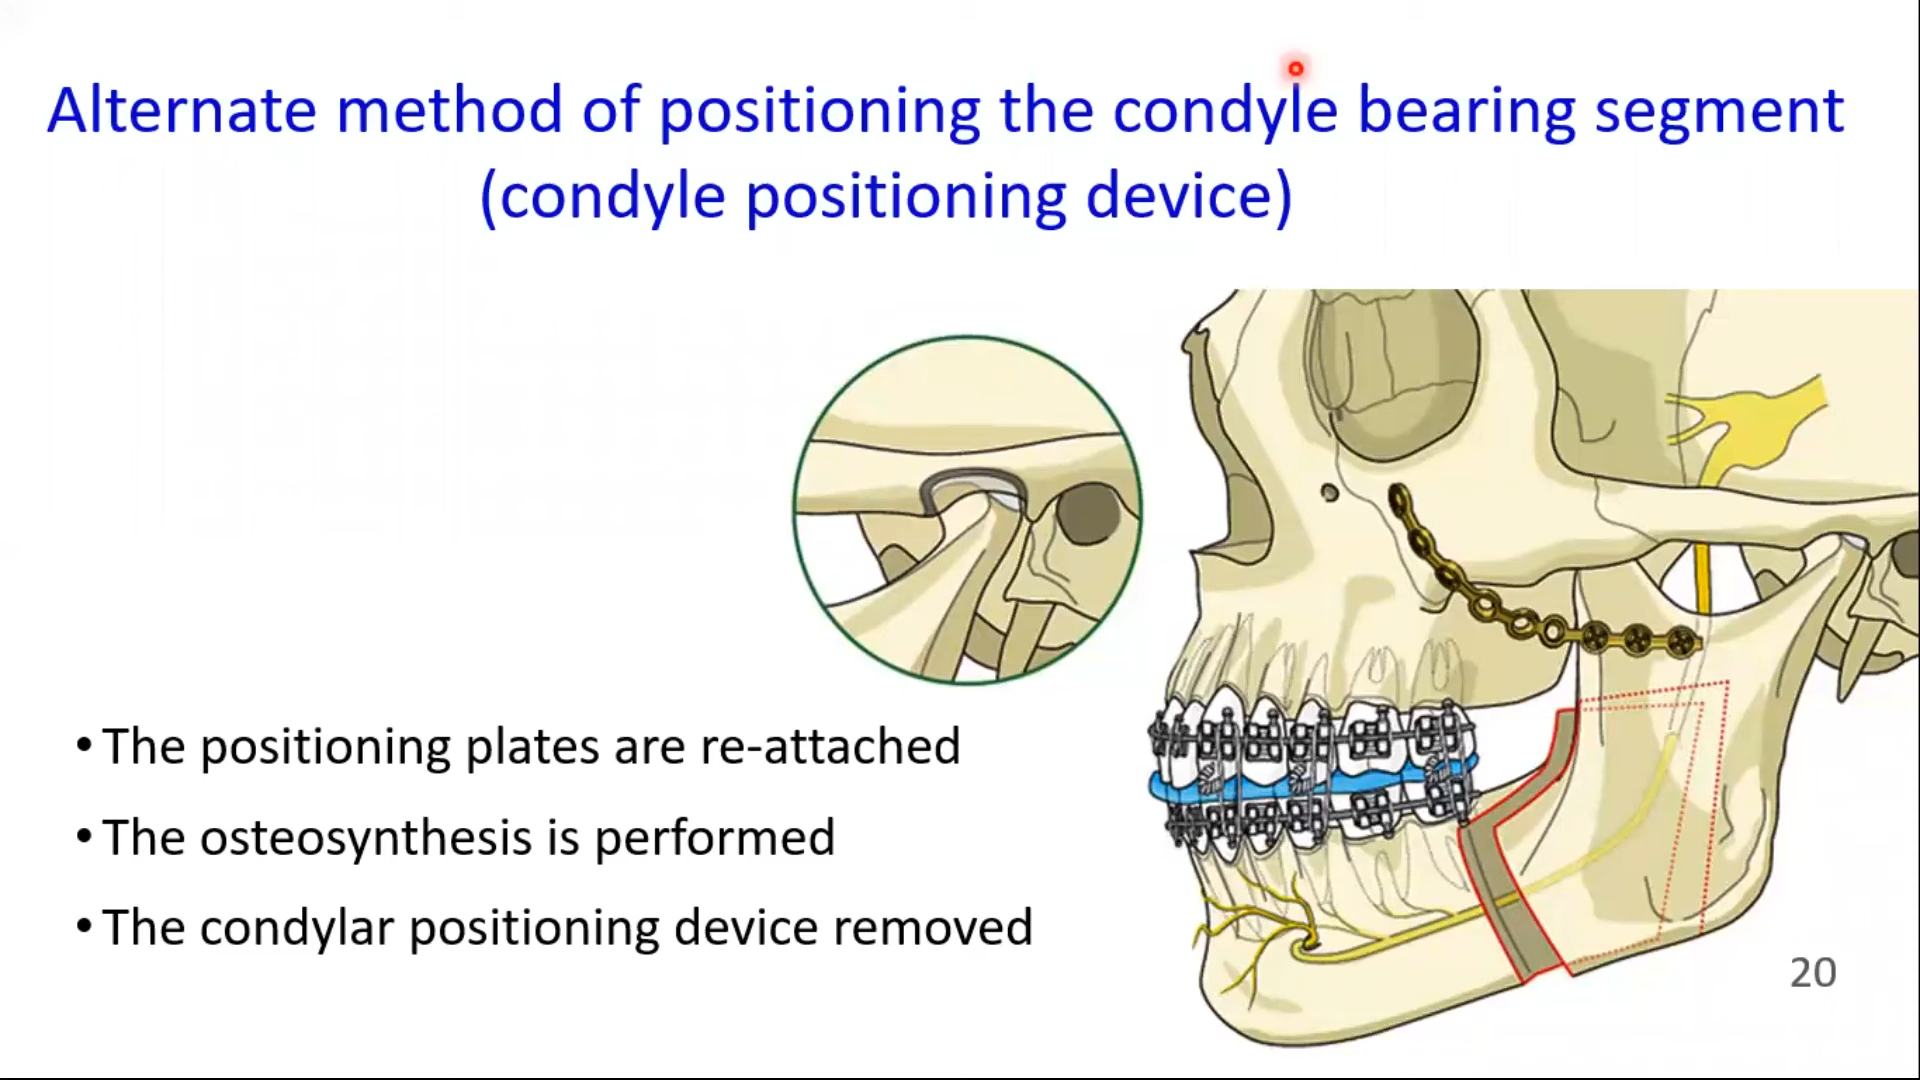 Alternate method of positioning the condyle bearing segment
(condyle positioning device)
• The positioning plates are re-attached
• The osteosynthesis is performed
• The condylar positioning device removed
20